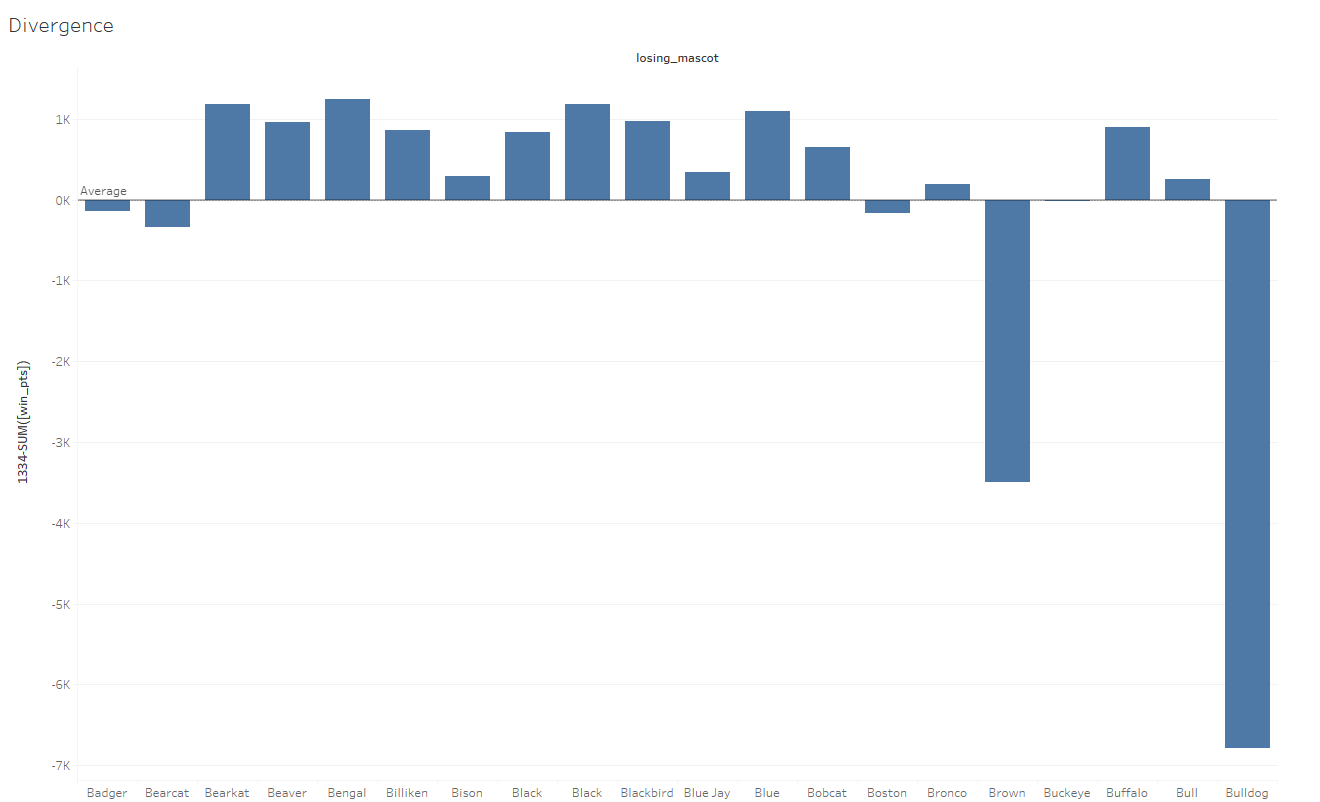 Divergence
losing_mascot
1K
Average
0K
-1K
-2K
-3K
-4K
-5K
-6K
-7K
1334-SUM([win_pts])
Badger Bearcat Bearkat Beaver Bengal Billiken Bison Black Black Blackbird Blue Jay Blue Bobcat Boston Bronco Brown Buckeye Buffalo Bull Bulldog